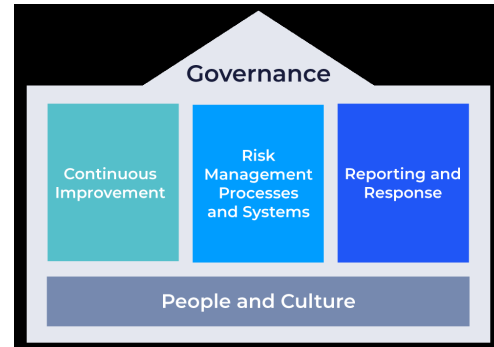 Governance
Continuous
Improvement
Risk
Management
Processes
and Systems
Reporting and
Response
People and Culture